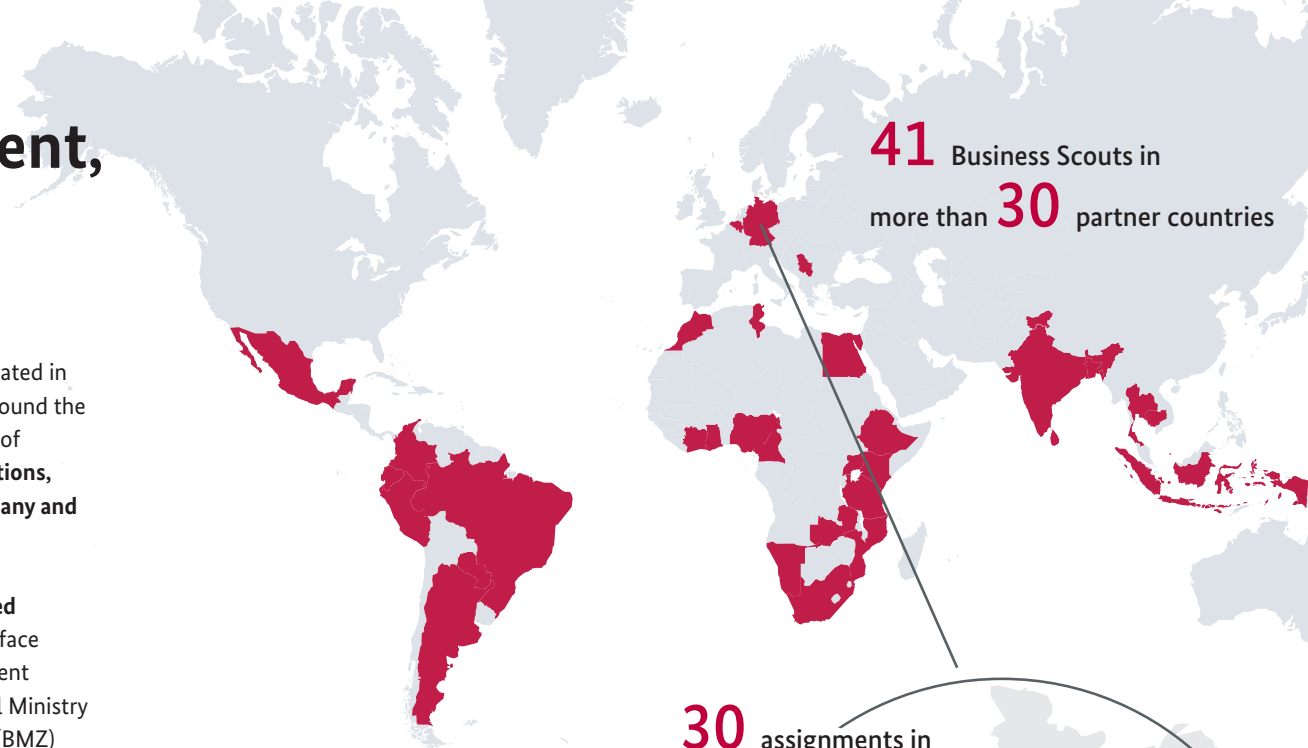 ent,
ated in
ound the
of
tions,
any and
ed
face
ent
l Ministry
(BMZ)
41 Business Scouts in
more than 30 partner countries
30 assignments in